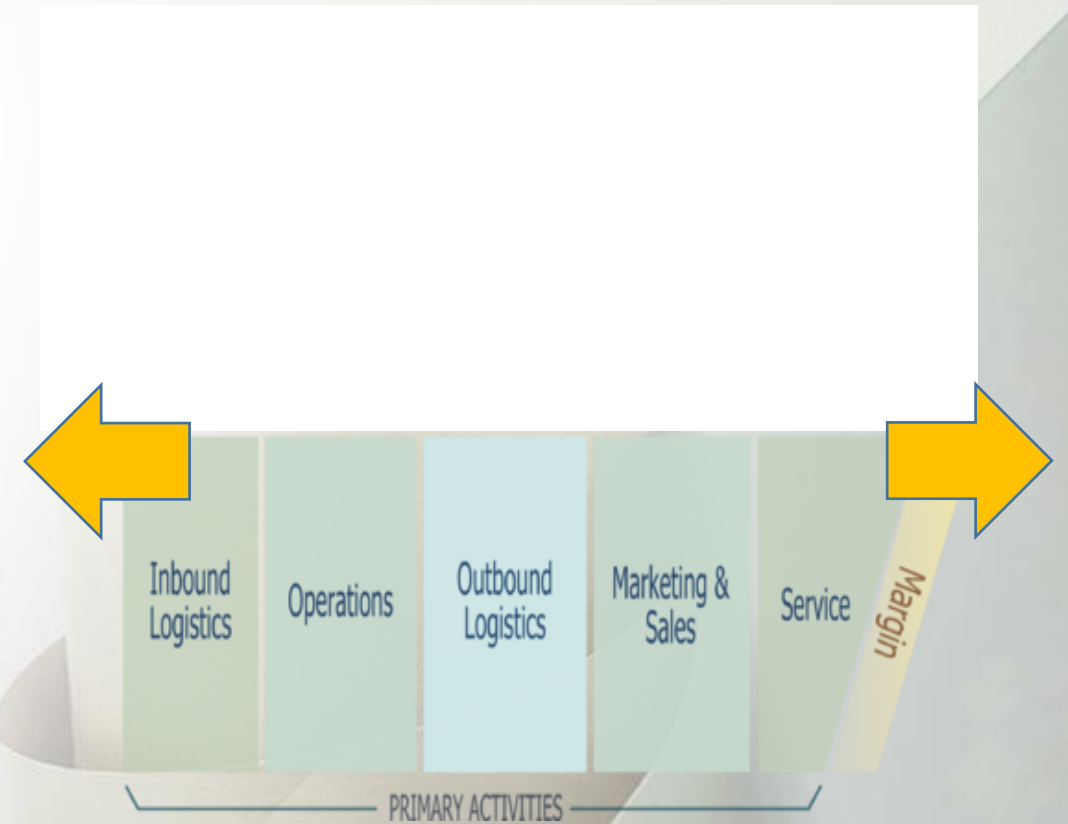 Inbound
Logistics
Operations
Outbound
Logistics
Marketing &
Sales
Service
Margin
PRIMARY ACTIVITIES